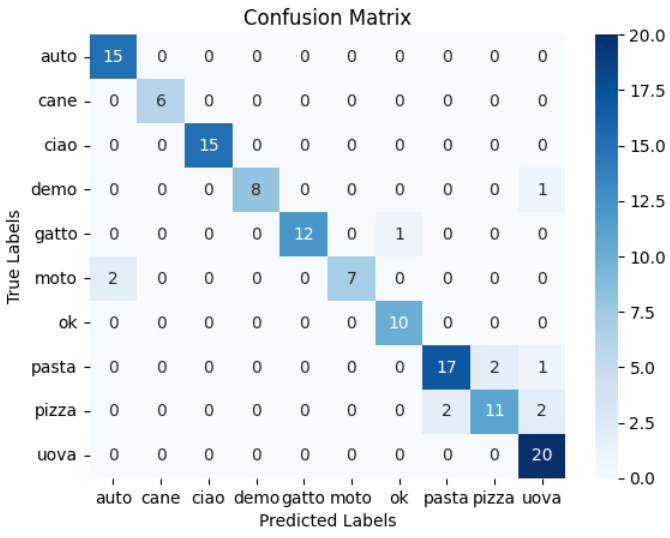 Confusion Matrix
auto 15 0 0 0 0 0 0 0 0 0
cane 0 6 0 0 0 0 0 0 0 0
ciao 0 0 15 0 0 0 0 0 0 0
demo 0 0 0 8 0 0 0 0 0 1
gatto 0 0 0 0 12 0 1 0 0 0
moto 2 0 0 0 0 7 0 0 0 0
ok 0 0 0 0 0 0 10 0 0 0
pasta 0 0 0 0 0 0 0 17 2 1
pizza 0 0 0 0 0 0 0 2 11 2
uova 0 0 0 0 0 0 0 0 0 20
auto cane ciao demo gatto moto ok pasta pizza uova
Predicted Labels
True Labels
20.0
17.5
15.0
12.5
10.0
7.5
5.0
2.5
0.0